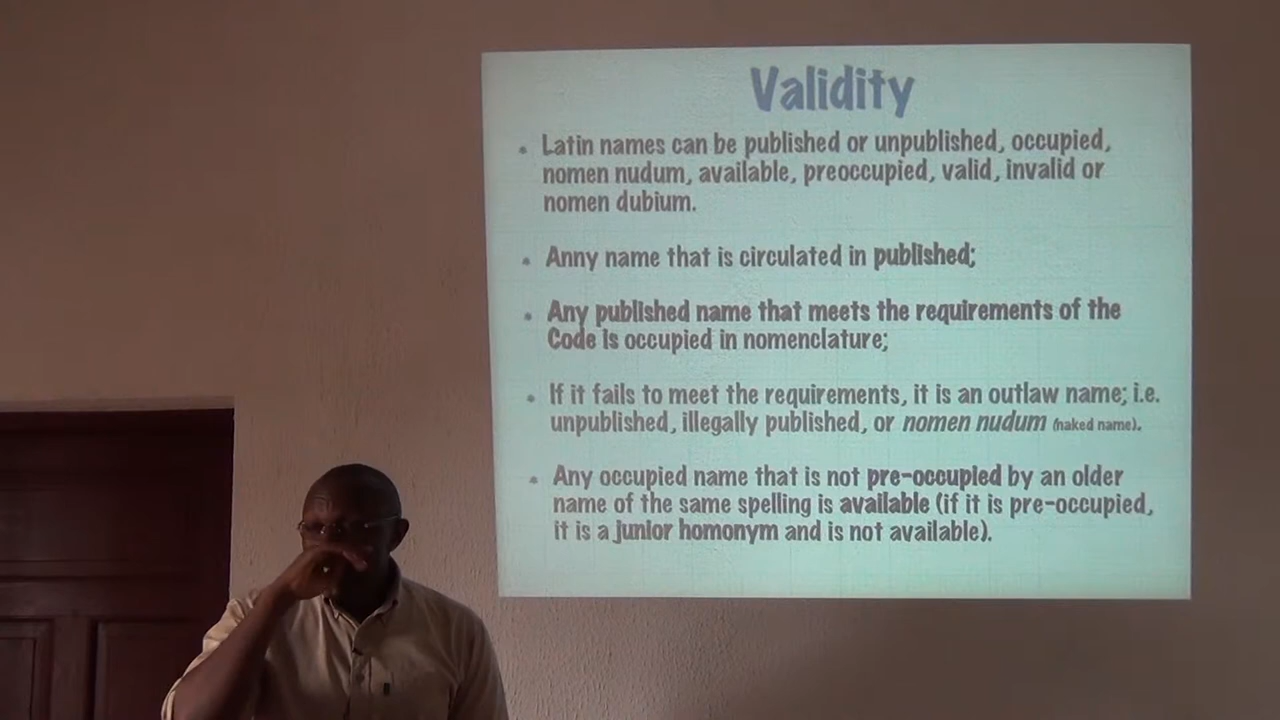 Validity
Latin names can be published or unpublished, occupied,
nomen nudum, available, preoccupied, valid, invalid or
nomen dubium.
Anny name that is circulated in published;
Any published name that meets the requirements of the
Code is occupied in nomenclature;
If it fails to meet the requirements, it is an outlaw name; i.e.
unpublished, illegally published, or nomen nudum (naked name).
Any occupied name that is not pre-occupied by an older
name of the same spelling is available (if it is pre-occupied,
it is a junior homonym and is not available).